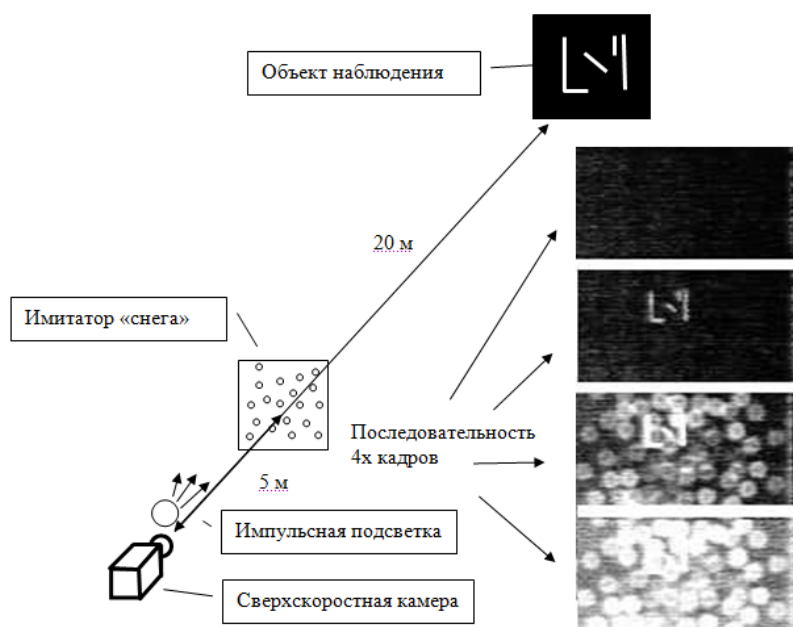 Объект наблюдения
20 м
Имитатор «снега»
Последовательность
4х кадров
5 м
Импульсная подсветка
Сверхскоростная камера